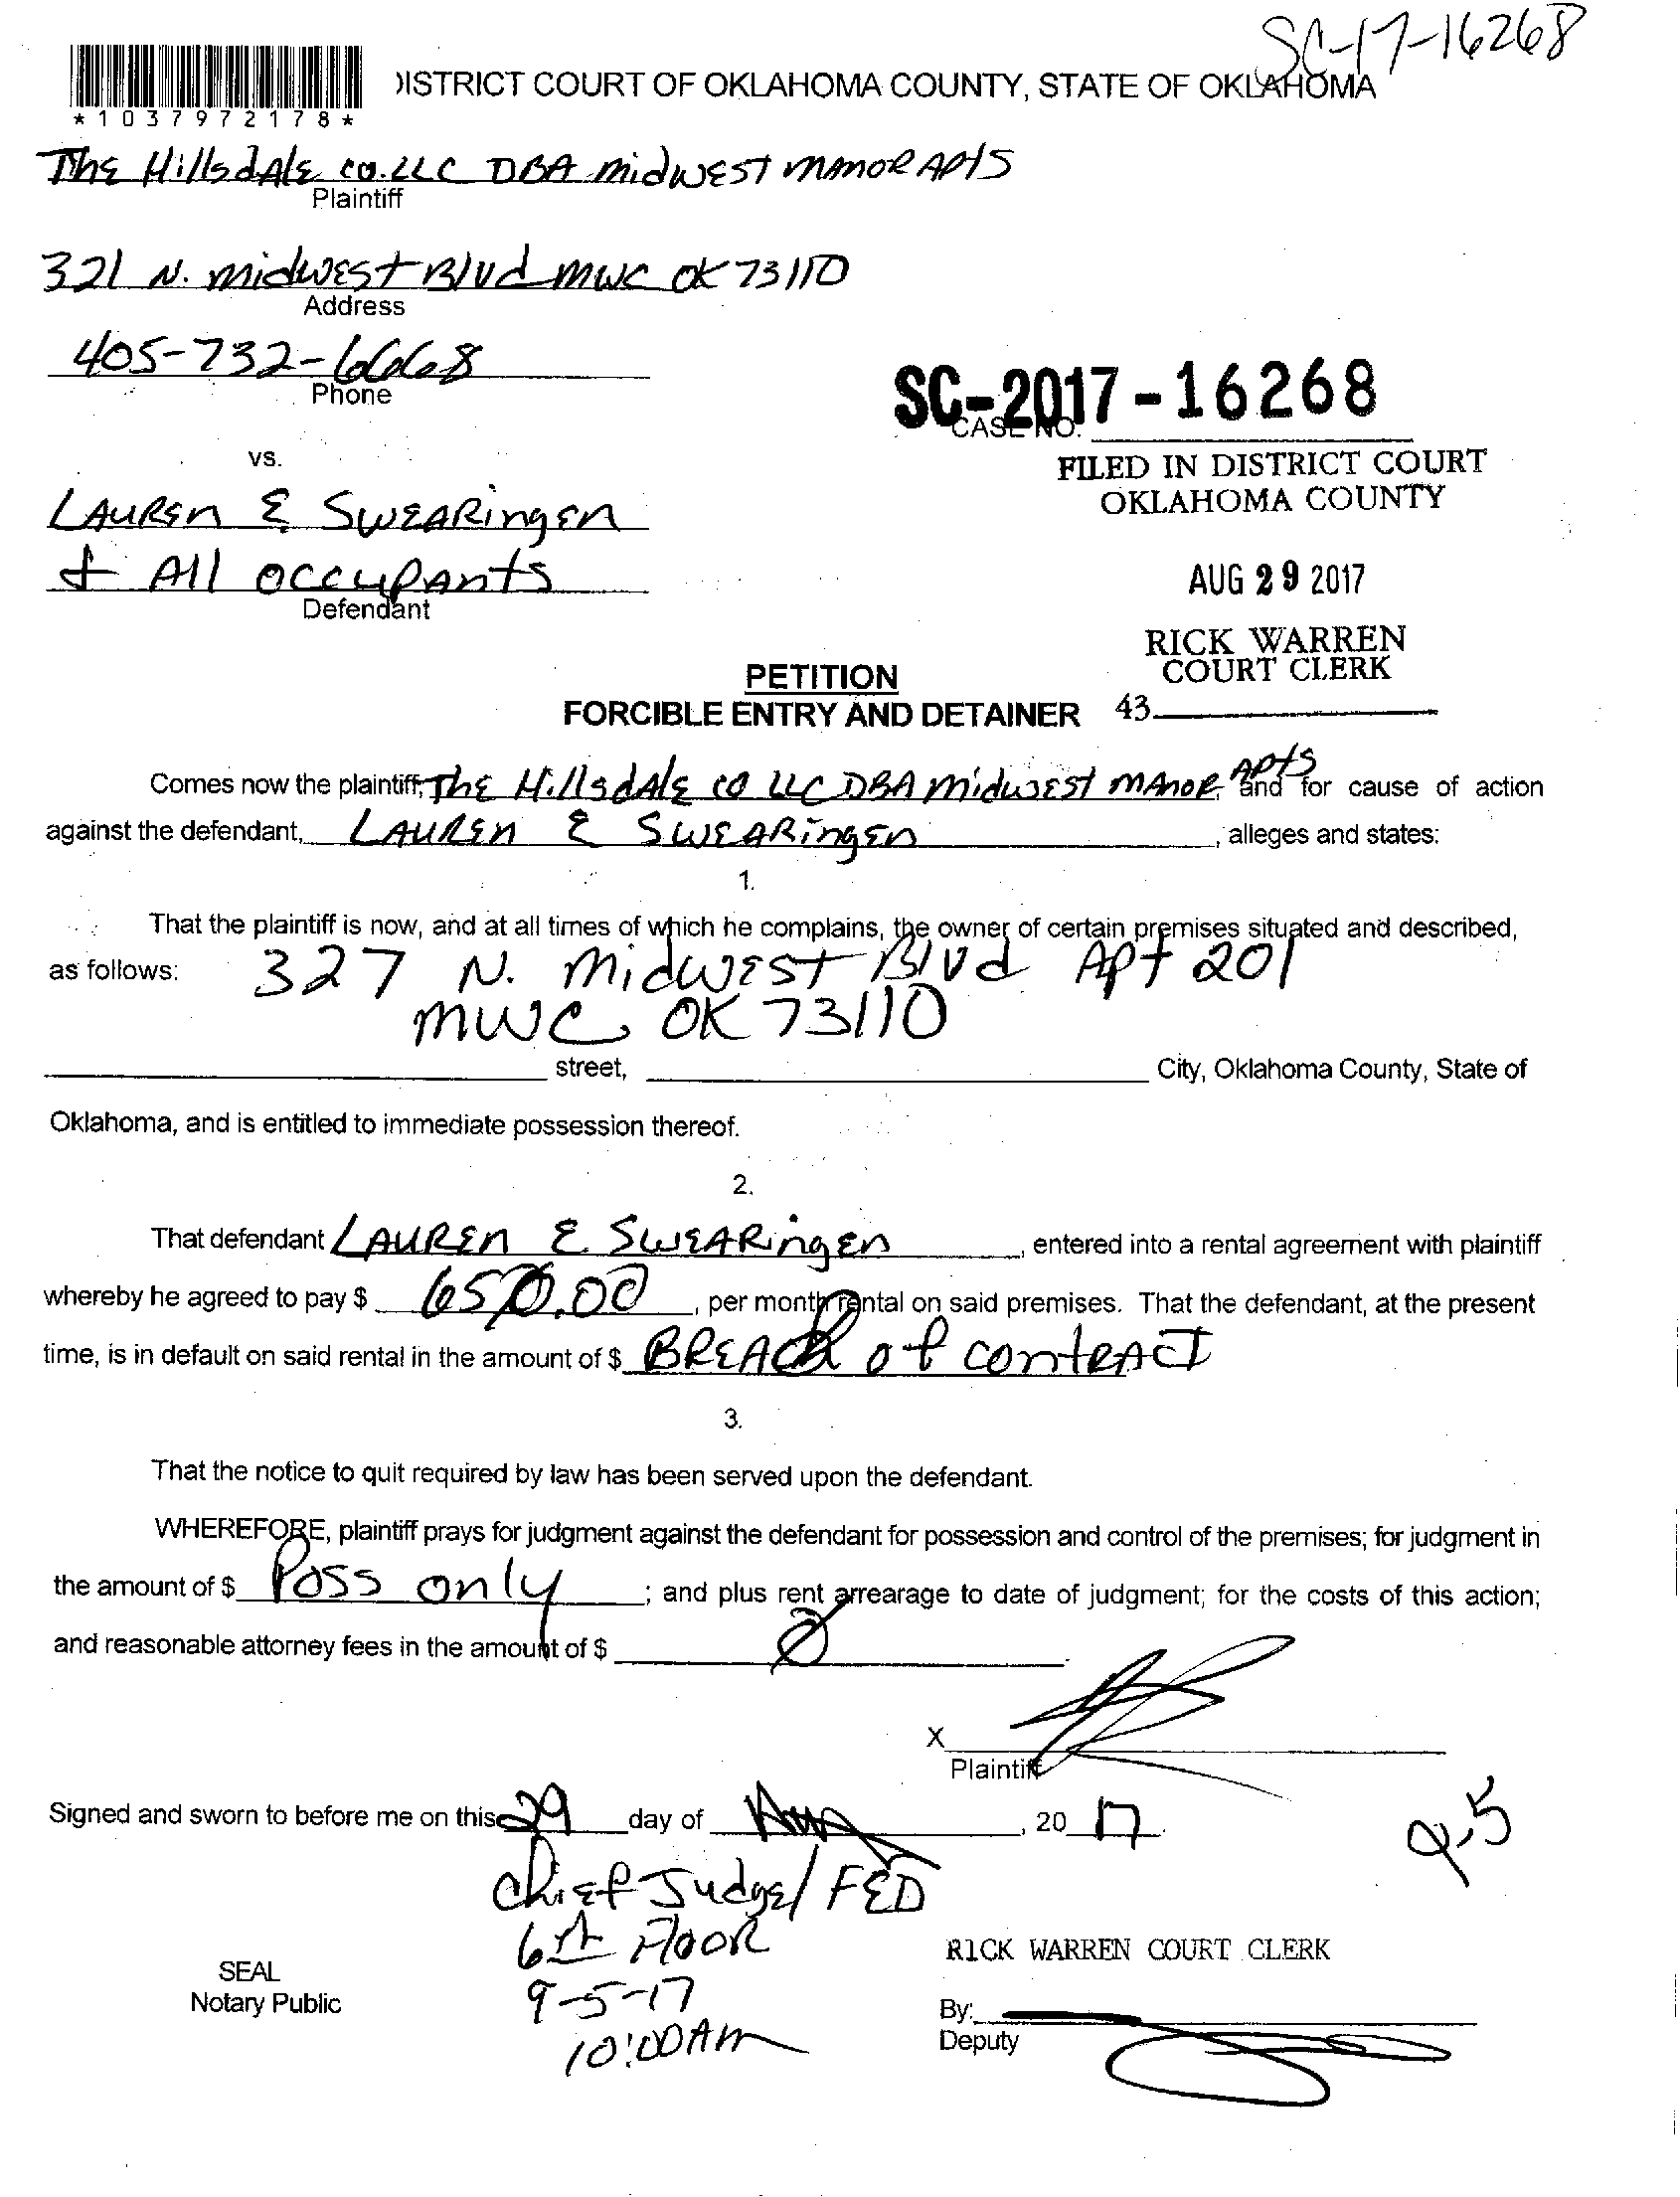 SC-17-16268
DISTRICT COURT OF OKLAHOMA COUNTY, STATE OF OKLAHOMA
*1037972178*
The Hillsdale co. LLC DBA midwest manor Apts
Plaintiff
321 N. midwest Blvd mwc OK 73110
Address
405-732-6668
Phone
SC-2017-16268
CASE NO.
FILED IN DISTRICT COURT
OKLAHOMA COUNTY
vs.
Lauren E Swearingen
& All occupants
Defendant
AUG 29 2017
RICK WARREN
COURT CLERK
43
PETITION
FORCIBLE ENTRY AND DETAINER
Comes now the plaintiff, The Hillsdale co LLC DBA midwest manor Apts and for cause of action
against the defendant, Lauren E Swearingen, alleges and states:
1.
That the plaintiff is now, and at all times of which he complains, the owner of certain premises situated and described,
as follows: 327 N. midwest Blvd Apt 201
mwc OK 73110
street, City, Oklahoma County, State of
Oklahoma, and is entitled to immediate possession thereof.
2.
That defendant Lauren E. Swearingen, entered into a rental agreement with plaintiff
whereby he agreed to pay $ 650.00, per month rental on said premises. That the defendant, at the present
time, is in default on said rental in the amount of $ Breach of contract
3.
That the notice to quit required by law has been served upon the defendant.
WHEREFORE, plaintiff prays for judgment against the defendant for possession and control of the premises; for judgment in
the amount of $ Poss only; and plus rent arrearage to date of judgment; for the costs of this action;
and reasonable attorney fees in the amount of $ 0
X
Plaintiff
Signed and sworn to before me on this 29 day of Aug, 20 17
9-5
chief Judge/ FED
6th Floor
9-5-17
10:00 Am
SEAL
Notary Public
RICK WARREN COURT CLERK
By:
Deputy